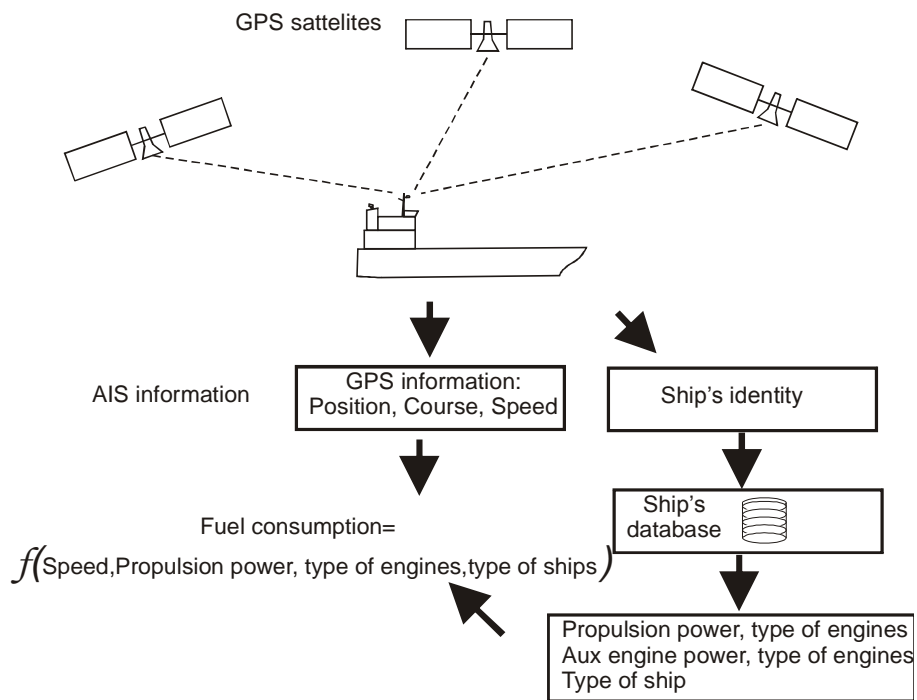 GPS sattelites
AIS information
GPS information:
Position, Course, Speed
Ship's identity
Ship's
database
Fuel consumption=
f(Speed,Propulsion power, type of engines,type of ships)
Propulsion power, type of engines
Aux engine power, type of engines
Type of ship